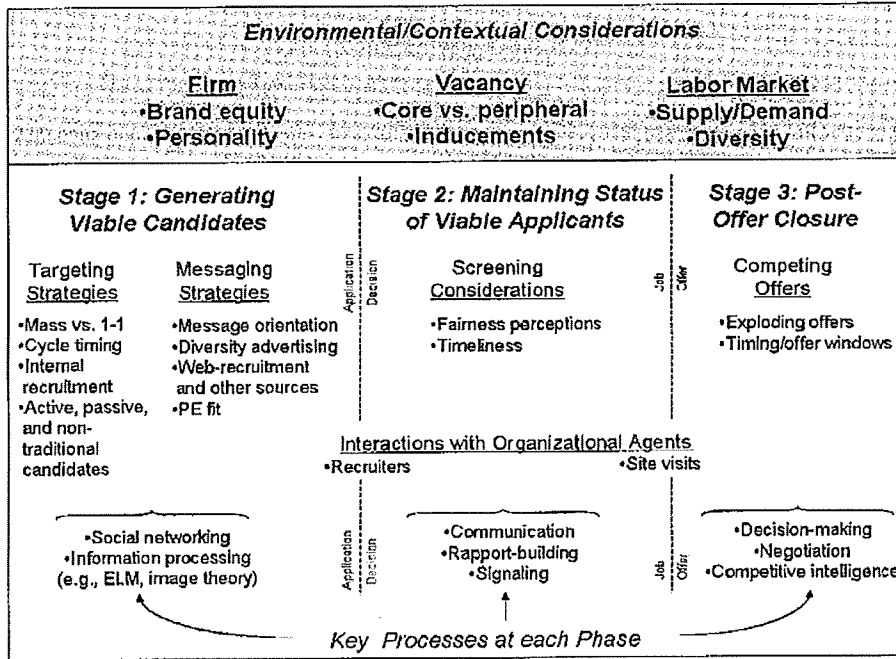 Environmental/Contextual Considerations
Firm
•Brand equity
•Personality
Vacancy
•Core vs. peripheral
•Inducements
Labor Market
•Supply/Demand
•Diversity
Stage 1: Generating
Viable Candidates
Targeting
Strategies
•Mass vs. 1-1
•Cycle timing
•Internal
recruitment
•Active, passive,
and non-
traditional
candidates
Messaging
Strategies
•Message orientation
•Diversity advertising
•Web-recruitment
and other sources
•PE fit
Application
Decision
Stage 2: Maintaining Status
of Viable Applicants
Screening
Considerations
•Fairness perceptions
•Timeliness
Job
Offer
Stage 3: Post-
Offer Closure
Competing
Offers
•Exploding offers
•Timing/offer windows
Interactions with Organizational Agents
•Recruiters
•Site visits
•Social networking
•Information processing
(e.g., ELM, image theory)
Application
Decision
•Communication
•Rapport-building
•Signaling
Job
Offer
•Decision-making
•Negotiation
•Competitive intelligence
Key Processes at each Phase